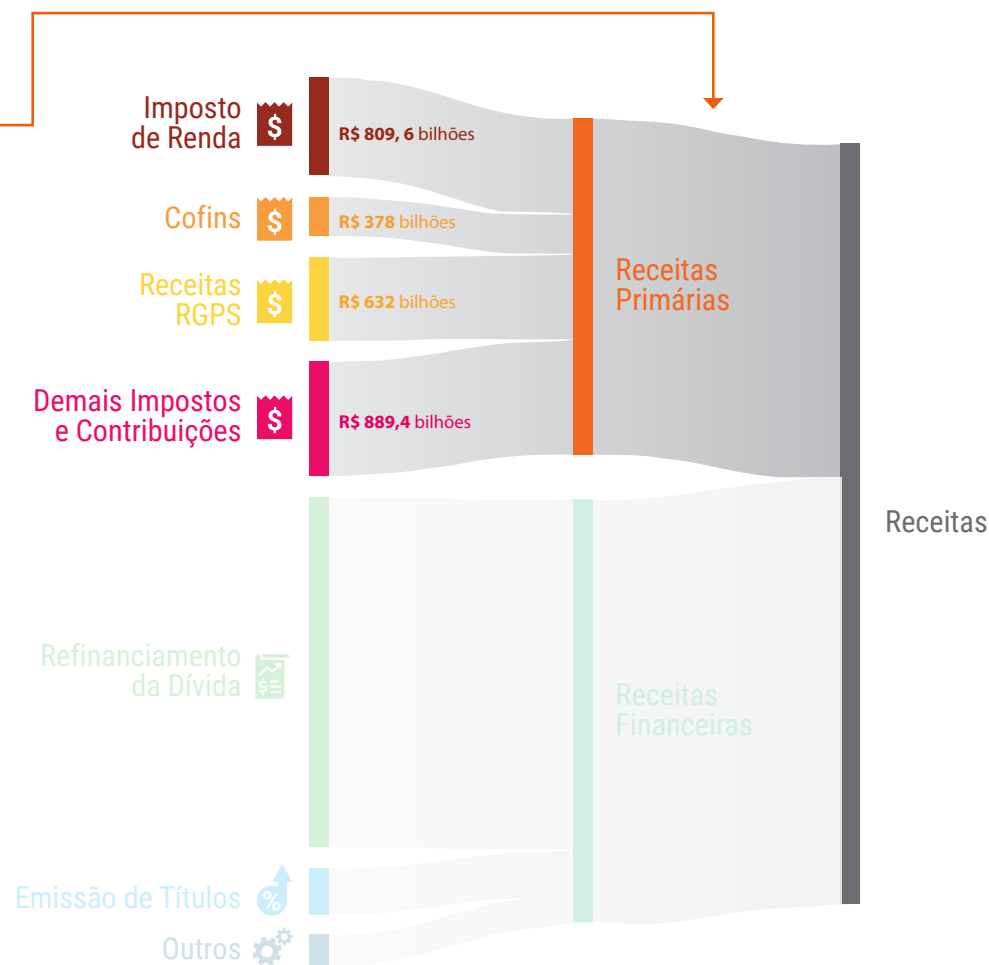 Imposto
de Renda
R$ 809, 6 bilhões
Cofins
R$ 378 bilhões
Receitas
RGPS
R$ 632 bilhões
Receitas
Primárias
Demais Impostos
e Contribuições
R$ 889,4 bilhões
Receitas
Refinanciamento
da Dívida
Receitas
Financeiras
Emissão de Títulos
Outros